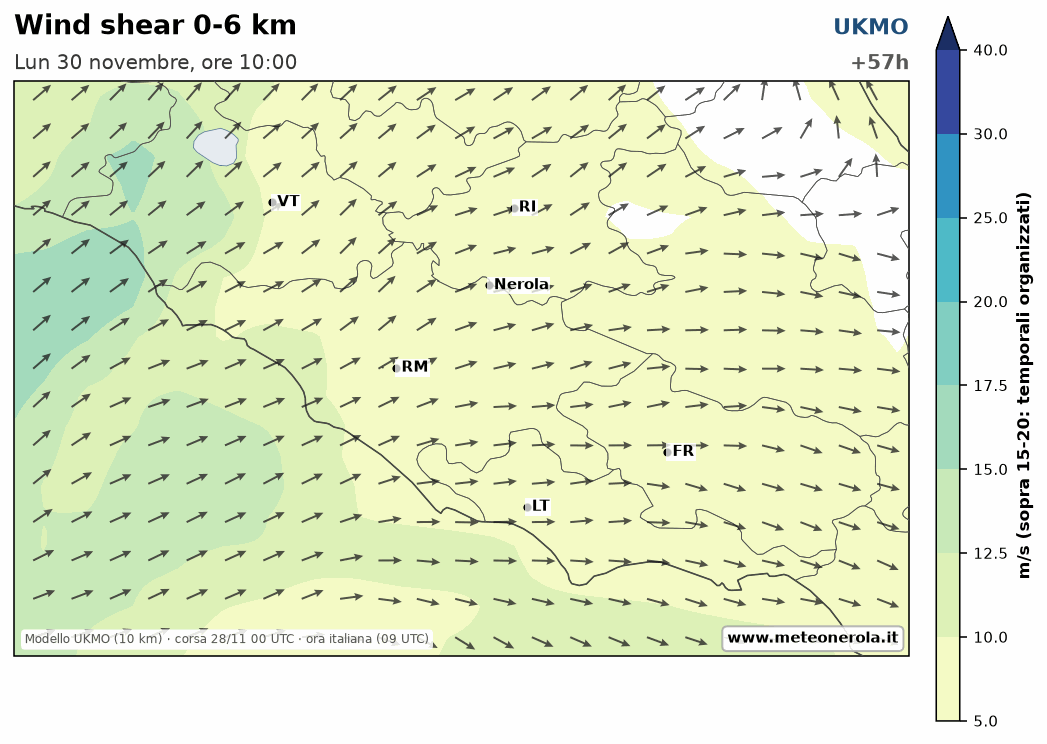 Wind shear 0-6 km
UKMO
Lun 30 novembre, ore 10:00
+57h
VT
RI
Nerola
RM
FR
LT
Modello UKMO (10 km) · corsa 28/11 00 UTC · ora italiana (09 UTC)
www.meteonerola.it
40.0
30.0
25.0
20.0
17.5
15.0
12.5
10.0
5.0
m/s (sopra 15-20: temporali organizzati)